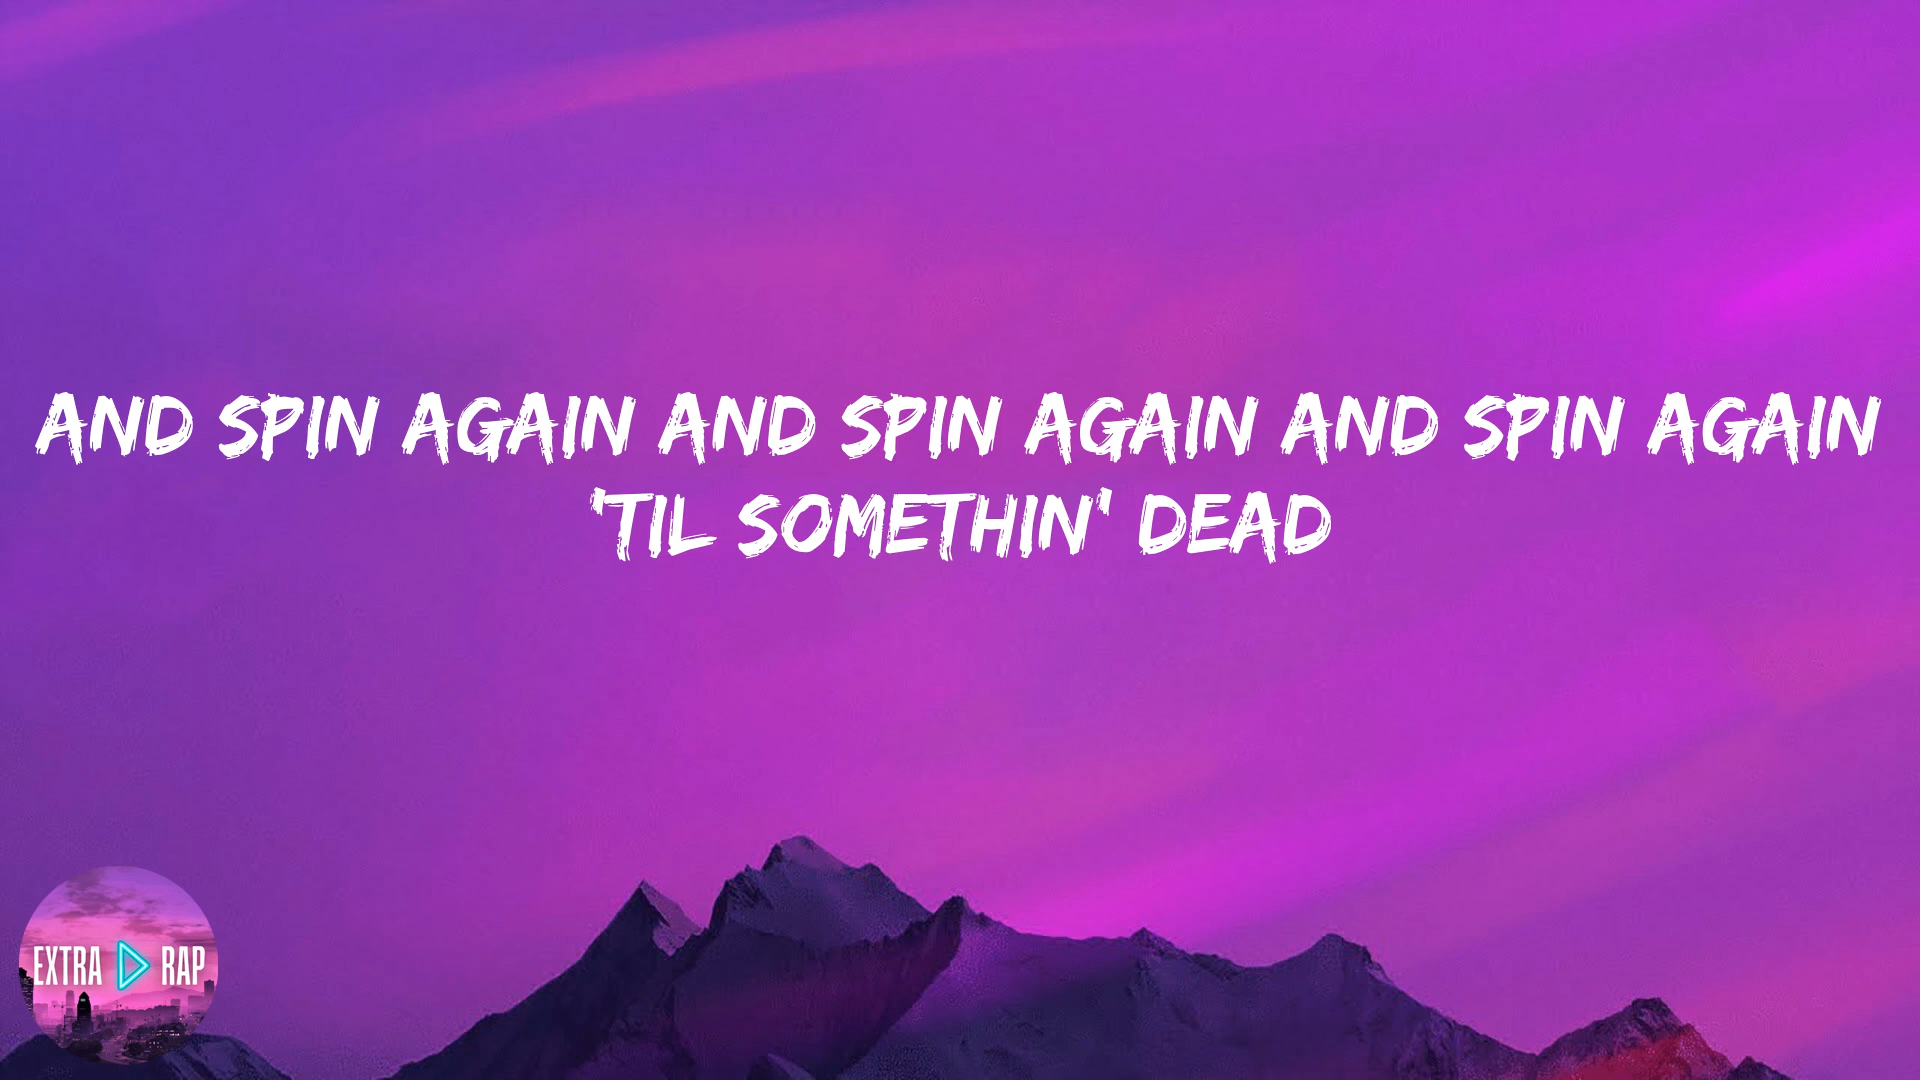 AND SPIN AGAIN AND SPIN AGAIN AND SPIN AGAIN
'TIL SOMETHIN' DEAD
EXTRA RAP